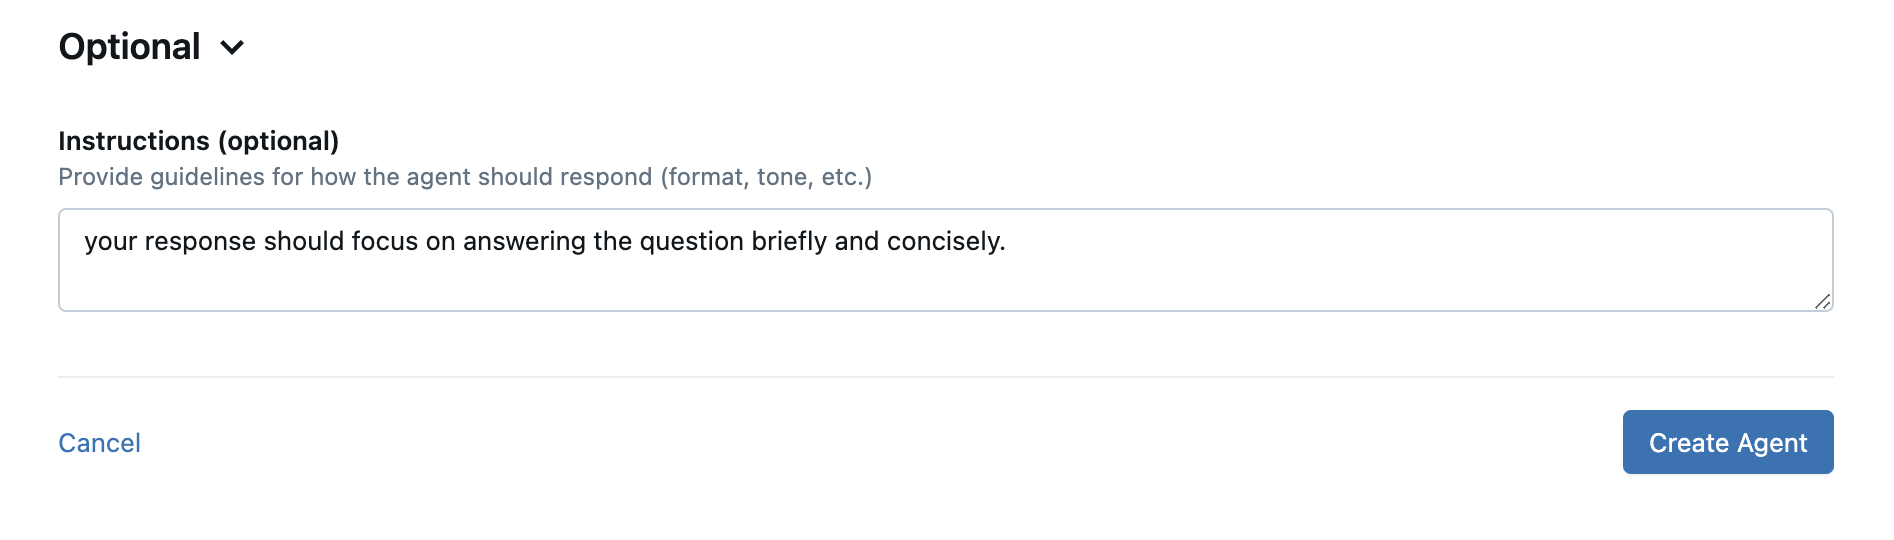 Optional
Instructions (optional)
Provide guidelines for how the agent should respond (format, tone, etc.)
your response should focus on answering the question briefly and concisely.
Cancel
Create Agent